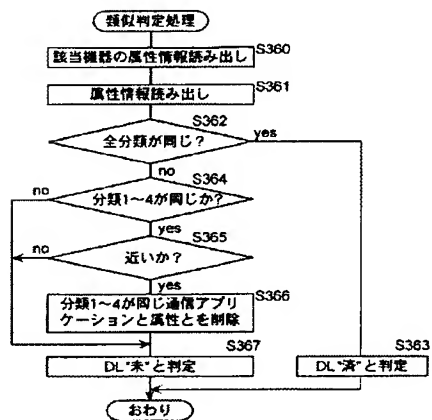 類似判定処理
該当機器の属性情報読み出し
S360
属性情報読み出し
S361
全分類が同じ?
S362
yes
no
分類1~4が同じか?
S364
no
yes
近いか?
S365
no
yes
分類1~4が同じ通信アプリ
ケーションと属性とを削除
S366
DL"未"と判定
S367
DL"済"と判定
S363
おわり